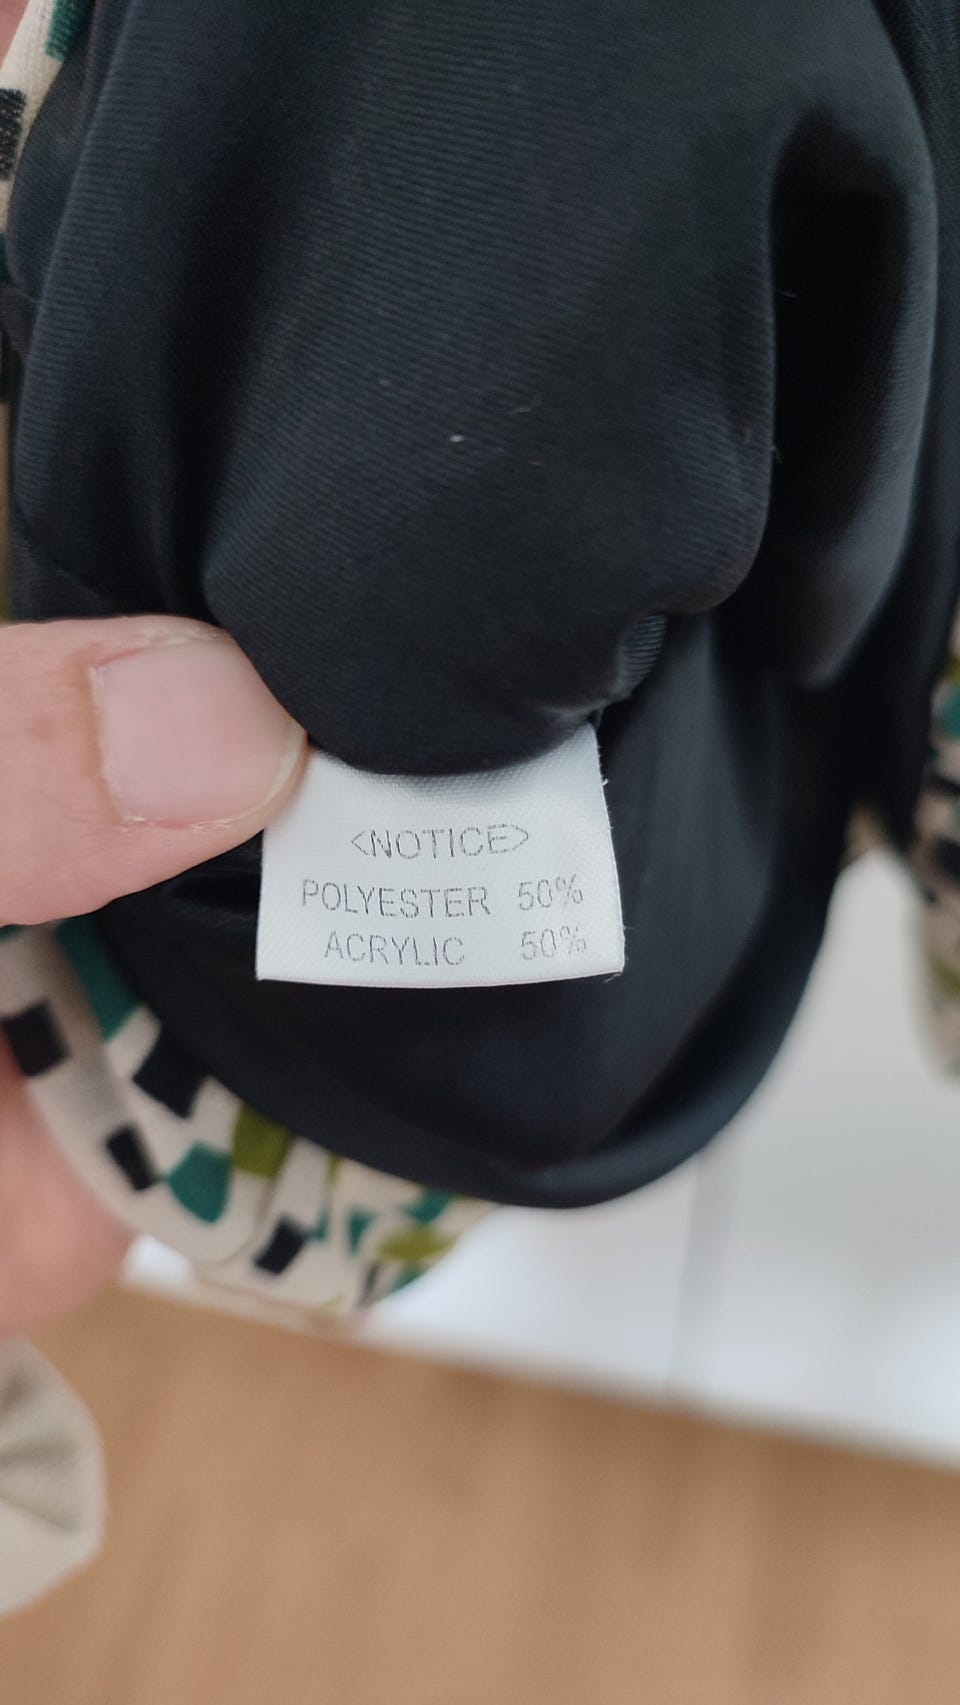 <NOTICE>
POLYESTER 50%
ACRYLIC 50%